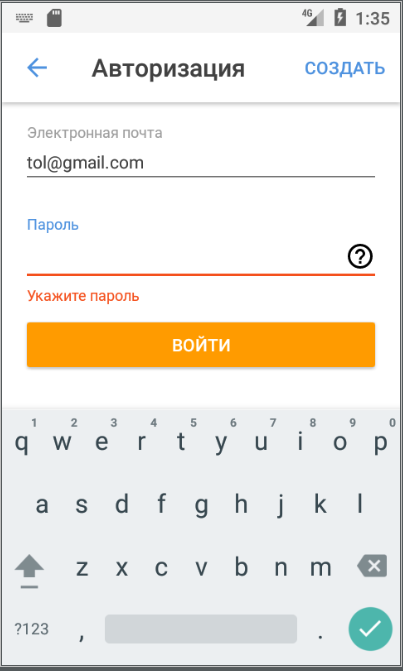 4G 1:35
Авторизация СОЗДАТЬ
Электронная почта
tol@gmail.com
Пароль
Укажите пароль
ВОЙТИ
1 2 3 4 5 6 7 8 9 0
q w e r t y u i o p
a s d f g h j k l
z x c v b n m
?123 , .